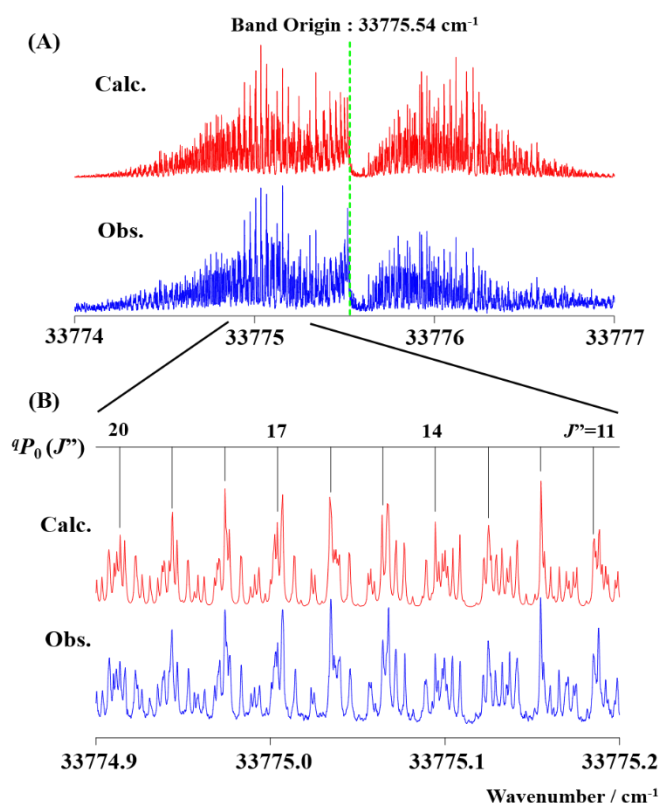 Band Origin : 33775.54 cm⁻¹
(A)
Calc.
Obs.
33774 33775 33776 33777
(B)
20 17 14 J''=11
qP₀(J'')
Calc.
Obs.
33774.9 33775.0 33775.1 33775.2
Wavenumber / cm⁻¹